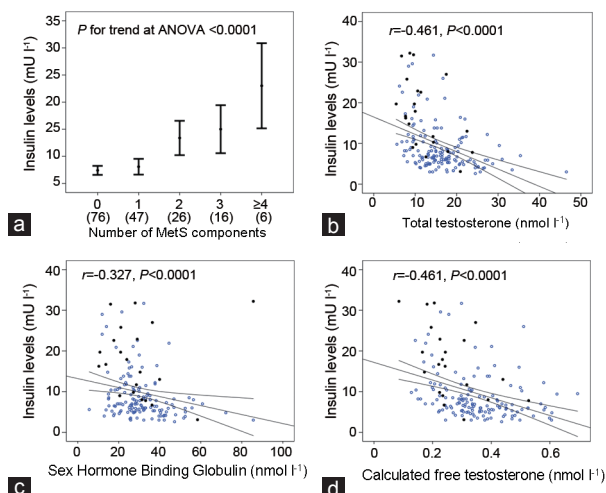 P for trend at ANOVA <0.0001
Insulin levels (mU l-1)
35
30
25
20
15
10
5
0 1 2 3 ≥4
(76) (47) (26) (16) (6)
Number of MetS components
a
r=-0.461, P<0.0001
Insulin levels (mU l-1)
40
30
20
10
0
0 10 20 30 40 50
Total testosterone (nmol l-1)
b
r=-0.327, P<0.0001
Insulin levels (mU l-1)
40
30
20
10
0
0 20 40 60 80 100
Sex Hormone Binding Globulin (nmol l-1)
c
r=-0.461, P<0.0001
Insulin levels (mU l-1)
40
30
20
10
0
0 0.2 0.4 0.6
Calculated free testosterone (nmol l-1)
d